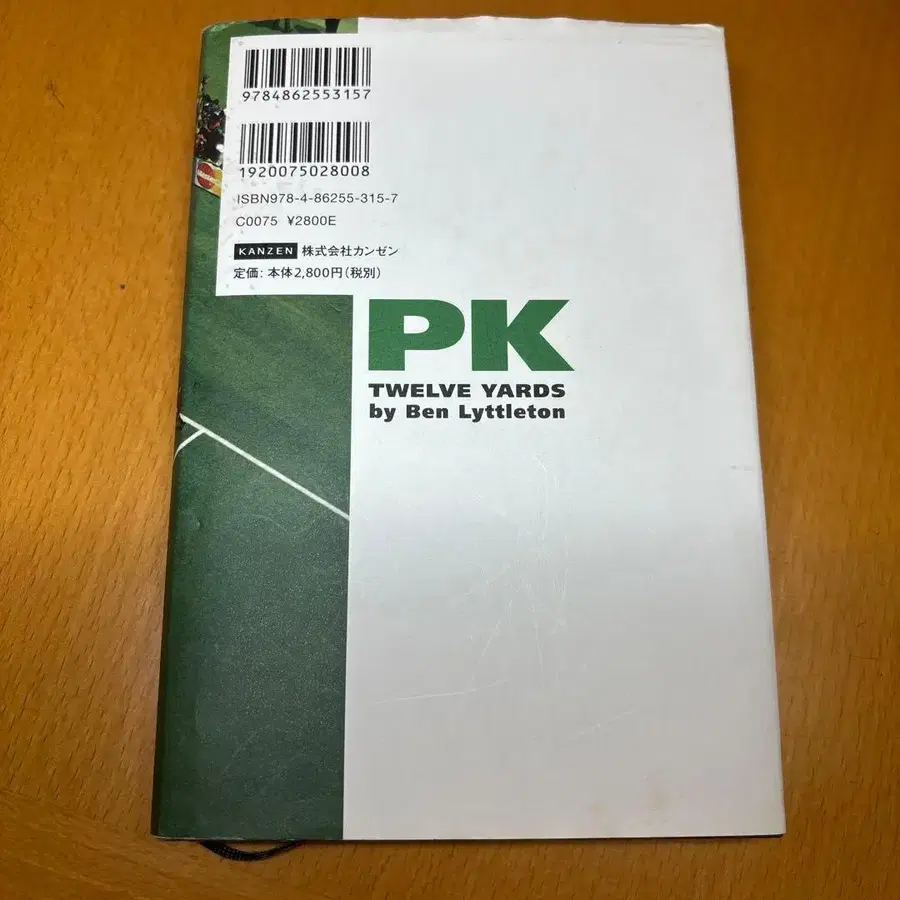 9784862553157
1920075028008
ISBN978-4-86255-315-7
C0075 ¥2800E
KANZEN 株式会社カンゼン
定価：本体2,800円（税別）
PK
TWELVE YARDS
by Ben Lyttleton